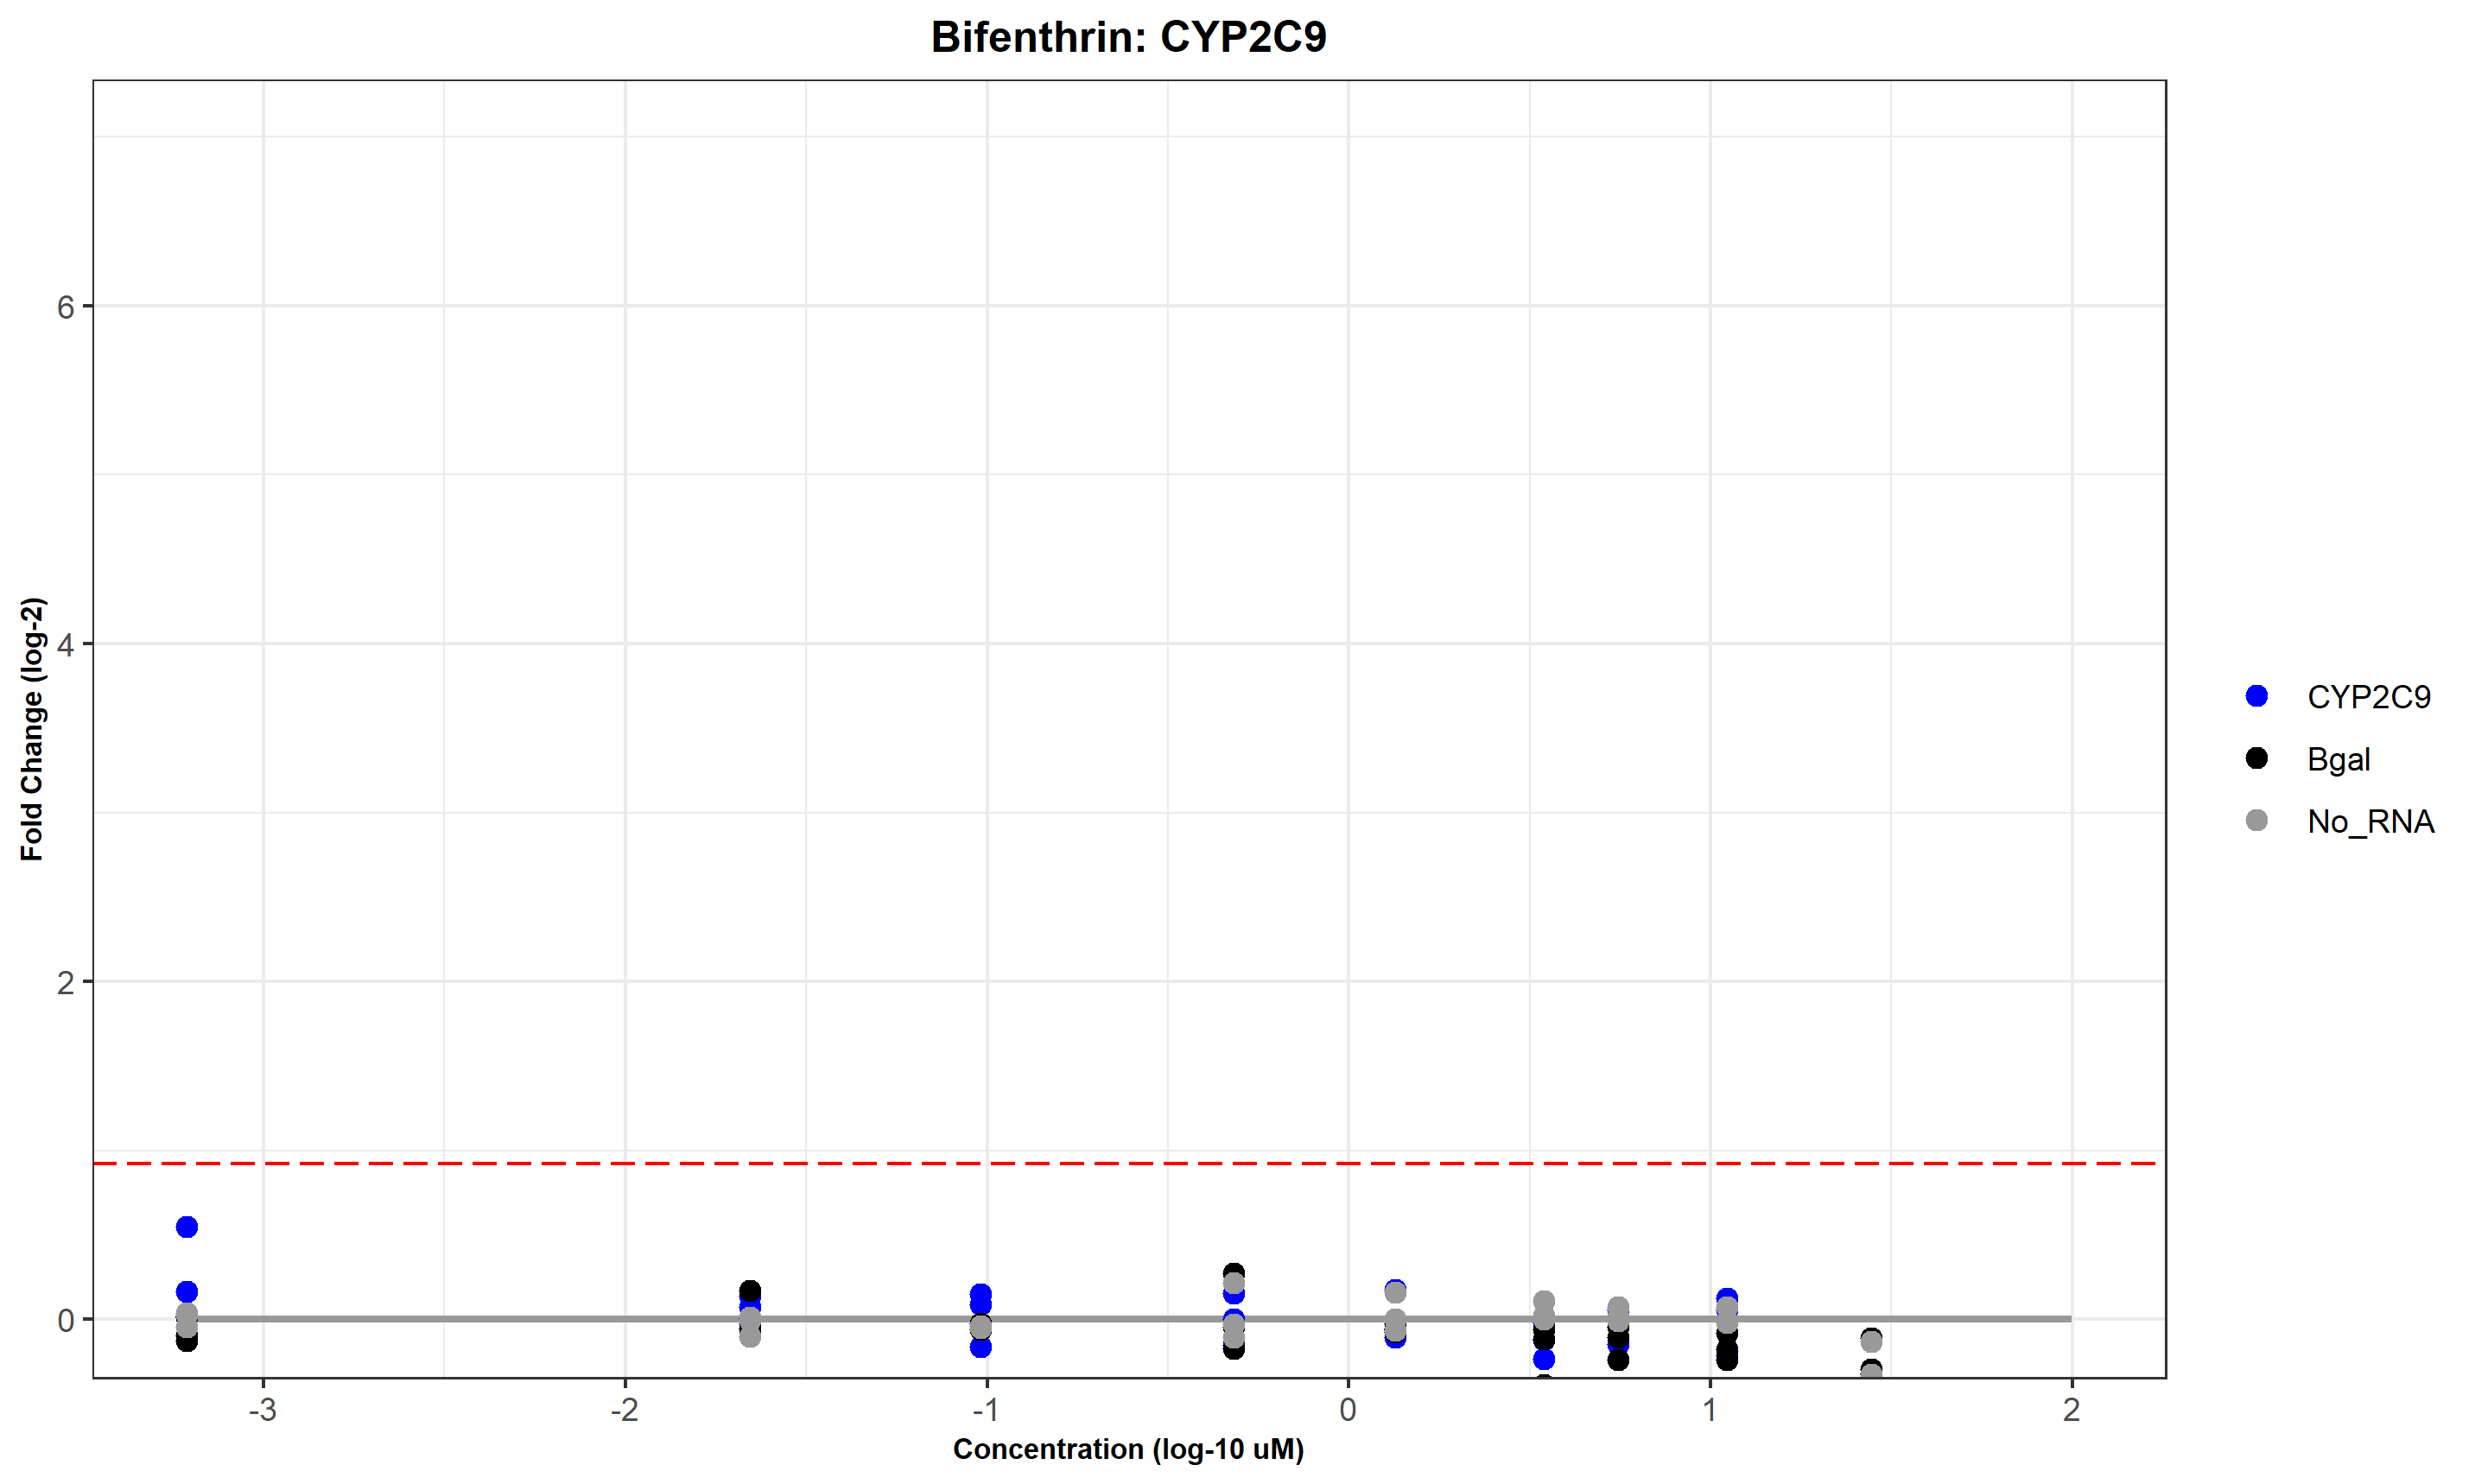 Bifenthrin: CYP2C9
Fold Change (log-2)
6
4
2
0
-3
-2
-1
0
1
2
Concentration (log-10 uM)
CYP2C9
Bgal
No_RNA